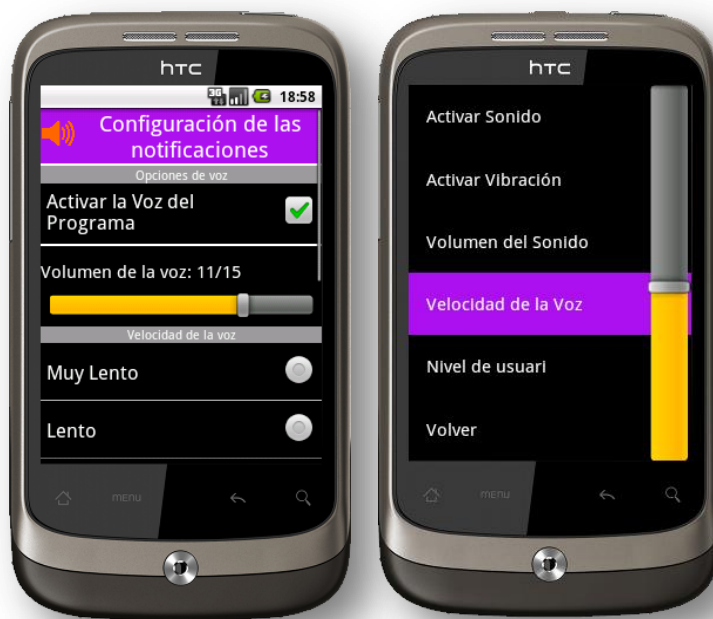 hTC
3G
18:58
Configuración de las
notificaciones
Opciones de voz
Activar la Voz del
Programa
Volumen de la voz: 11/15
Velocidad de la voz
Muy Lento
Lento
MENU
hTC
Activar Sonido
Activar Vibración
Volumen del Sonido
Velocidad de la Voz
Nivel de usuari
Volver
MENU